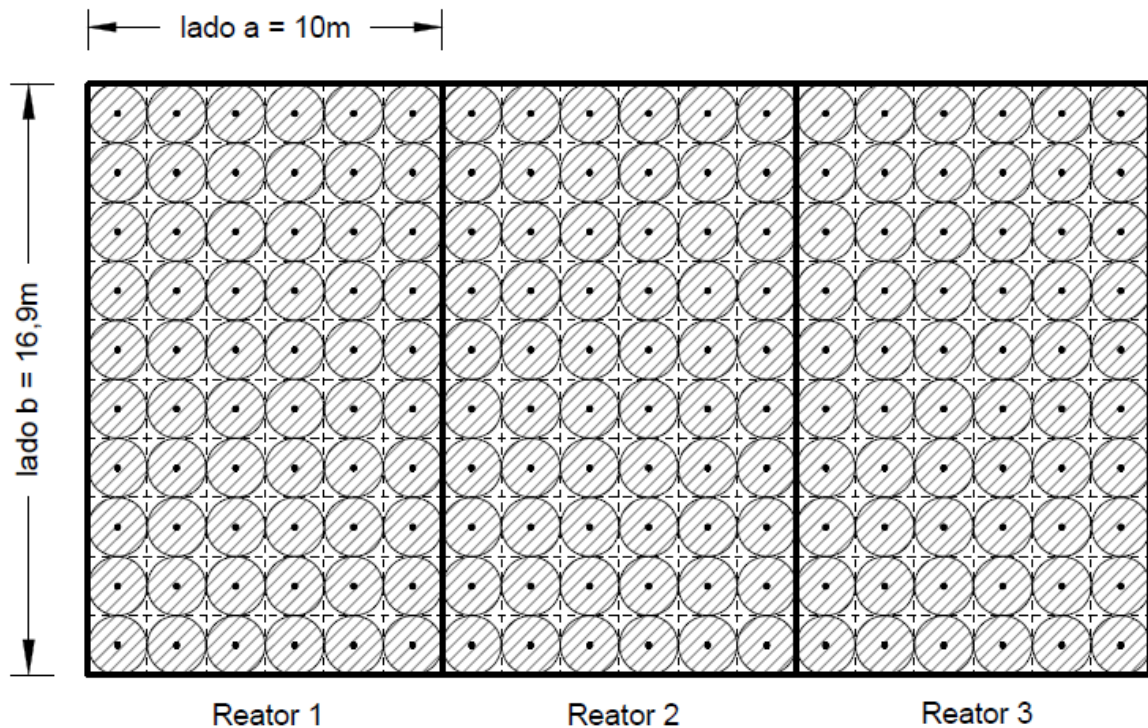 lado a = 10m
lado b = 16,9m
Reator 1
Reator 2
Reator 3